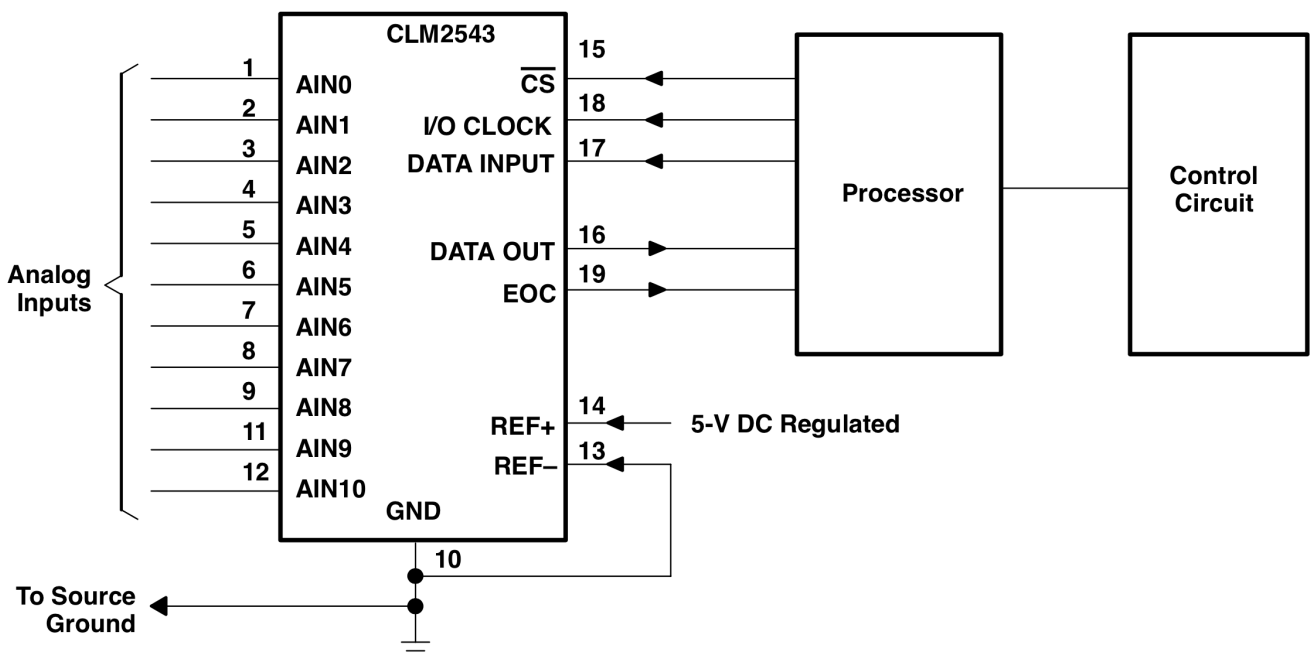 CLM2543
Analog
Inputs
1
AIN0
2
AIN1
3
AIN2
4
AIN3
5
AIN4
6
AIN5
7
AIN6
8
AIN7
9
AIN8
11
AIN9
12
AIN10
15
CS
18
I/O CLOCK
17
DATA INPUT
16
DATA OUT
19
EOC
14
REF+
5-V DC Regulated
13
REF–
GND
10
To Source
Ground
Processor
Control
Circuit